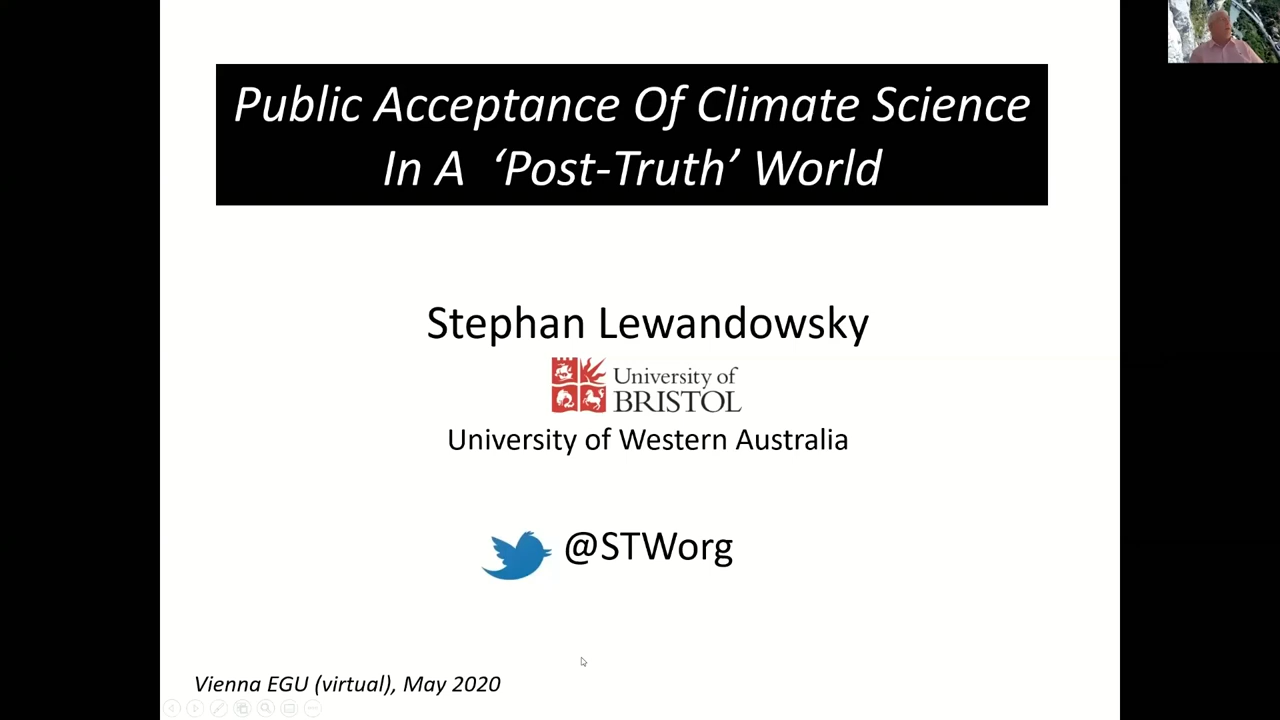 Public Acceptance Of Climate Science
In A ‘Post-Truth’ World
Stephan Lewandowsky
University of
BRISTOL
University of Western Australia
@STWorg
Vienna EGU (virtual), May 2020